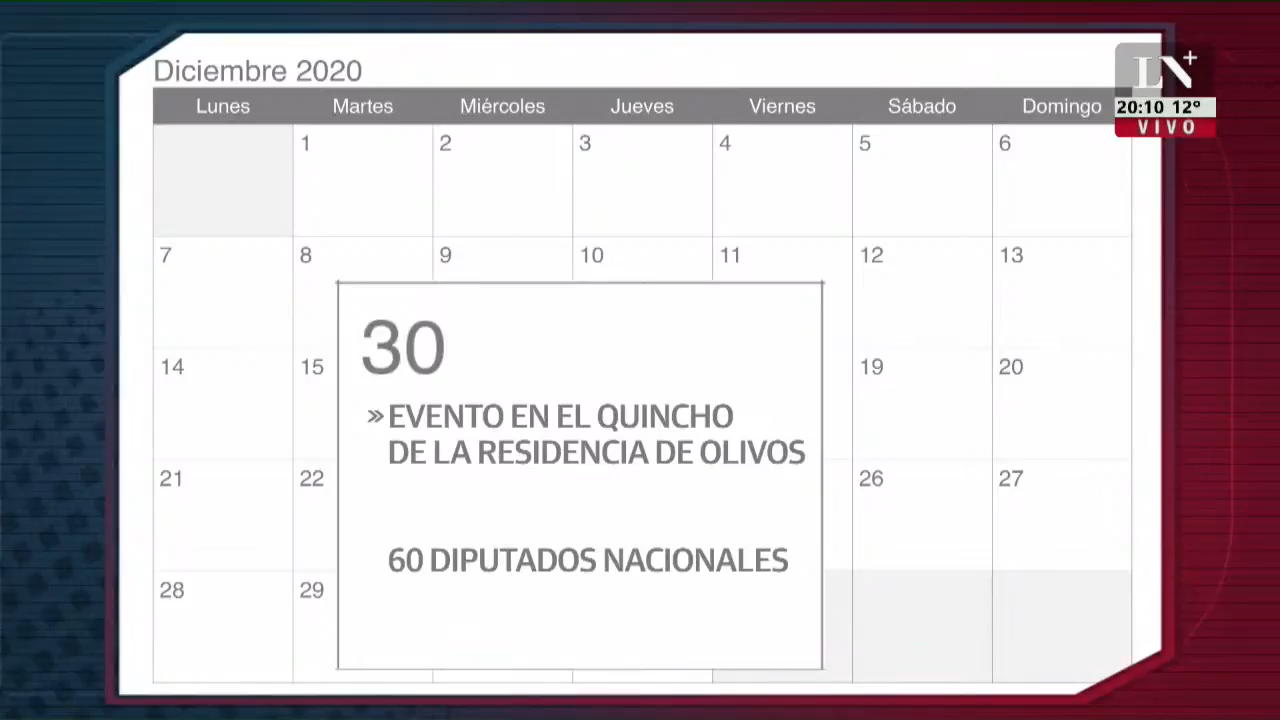 Diciembre 2020
LN+
20:10 12°
VIVO
Lunes Martes Miércoles Jueves Viernes Sábado Domingo
1 2 3 4 5 6
7 8 9 10 11 12 13
14 15 19 20
21 22 26 27
28 29
30
» EVENTO EN EL QUINCHO
DE LA RESIDENCIA DE OLIVOS
60 DIPUTADOS NACIONALES